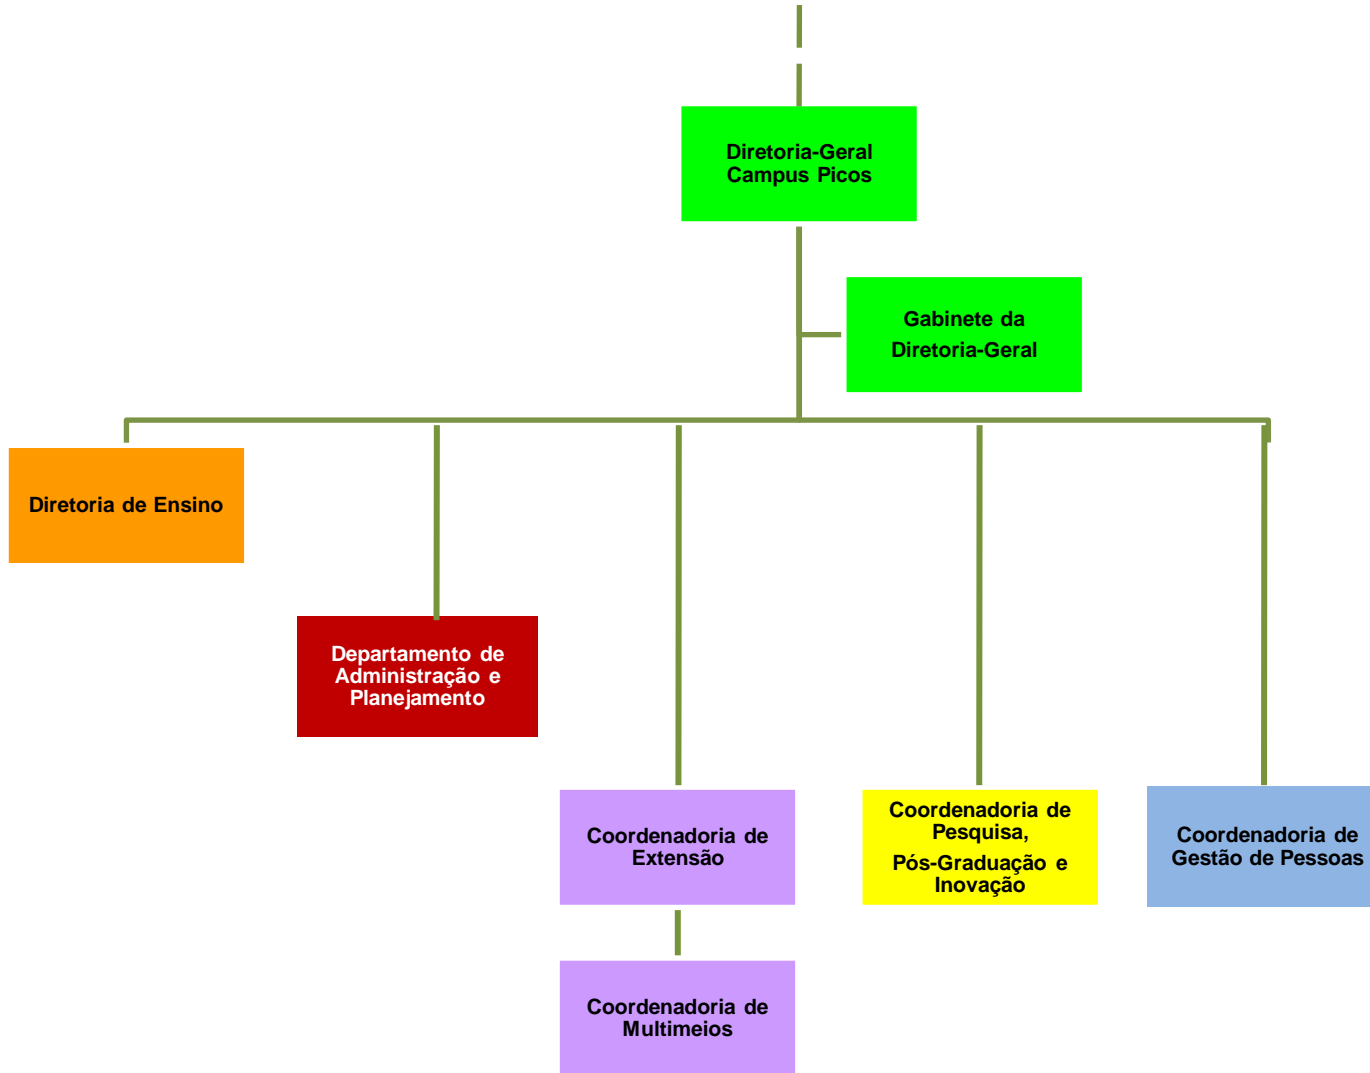 Diretoria-Geral
Campus Picos
Gabinete da
Diretoria-Geral
Diretoria de Ensino
Departamento de
Administração e
Planejamento
Coordenadoria de
Extensão
Coordenadoria de
Pesquisa,
Pós-Graduação e
Inovação
Coordenadoria de
Gestão de Pessoas
Coordenadoria de
Multimeios